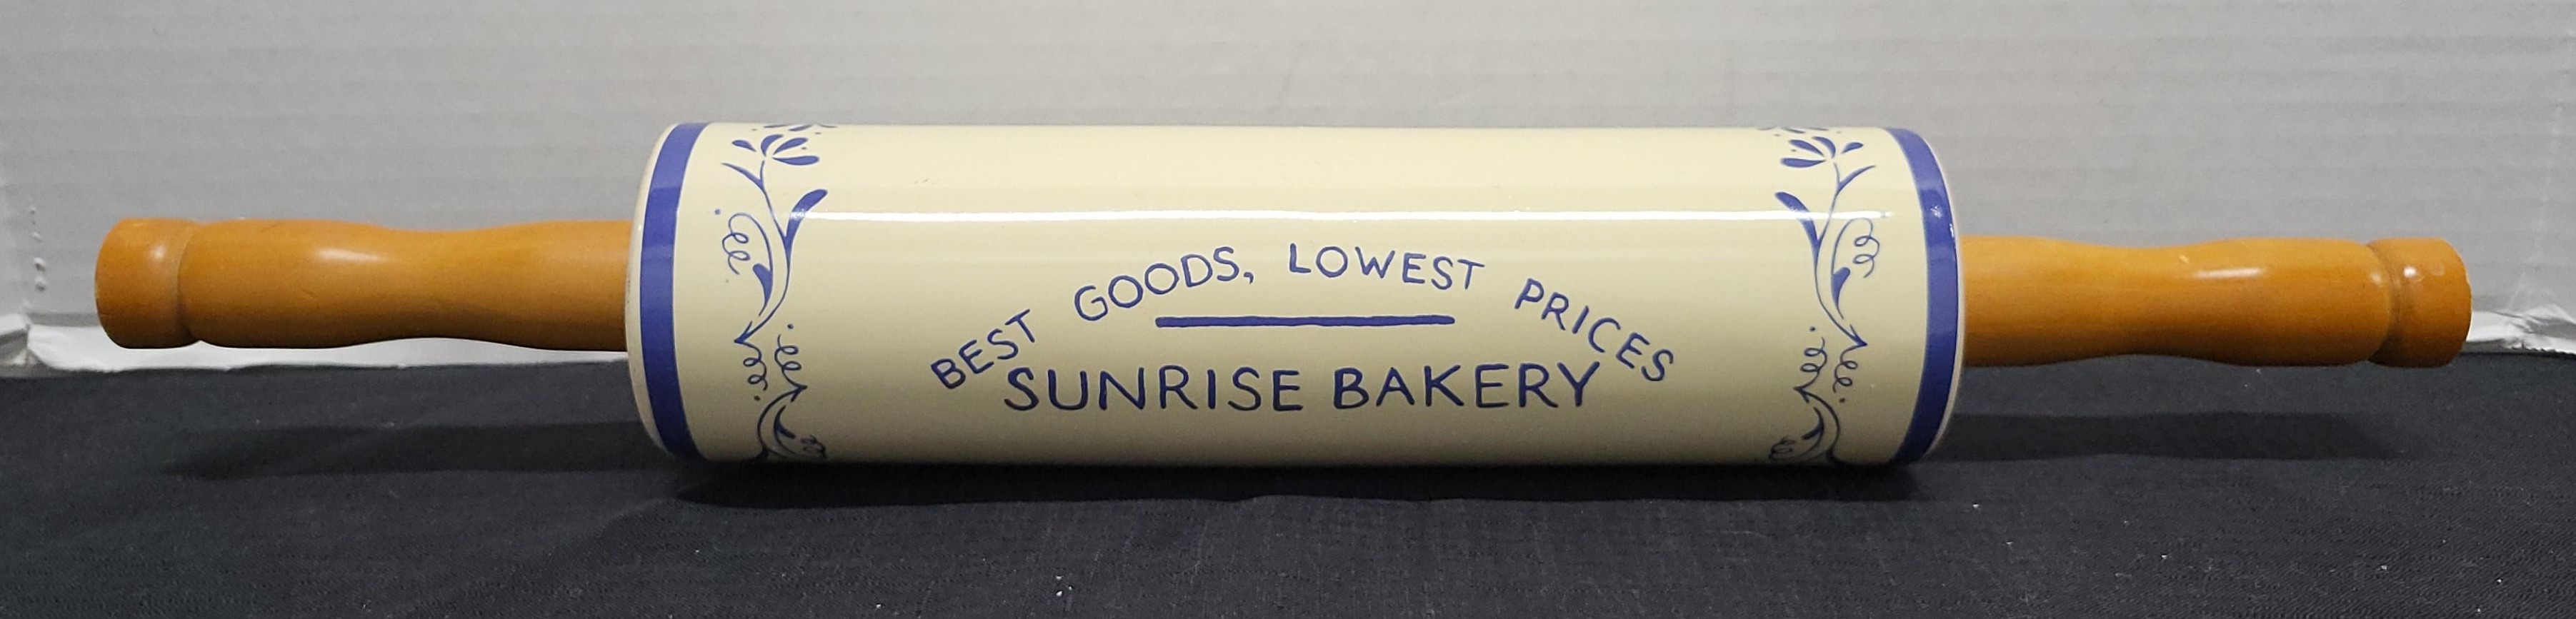 BEST GOODS, LOWEST PRICES
SUNRISE BAKERY